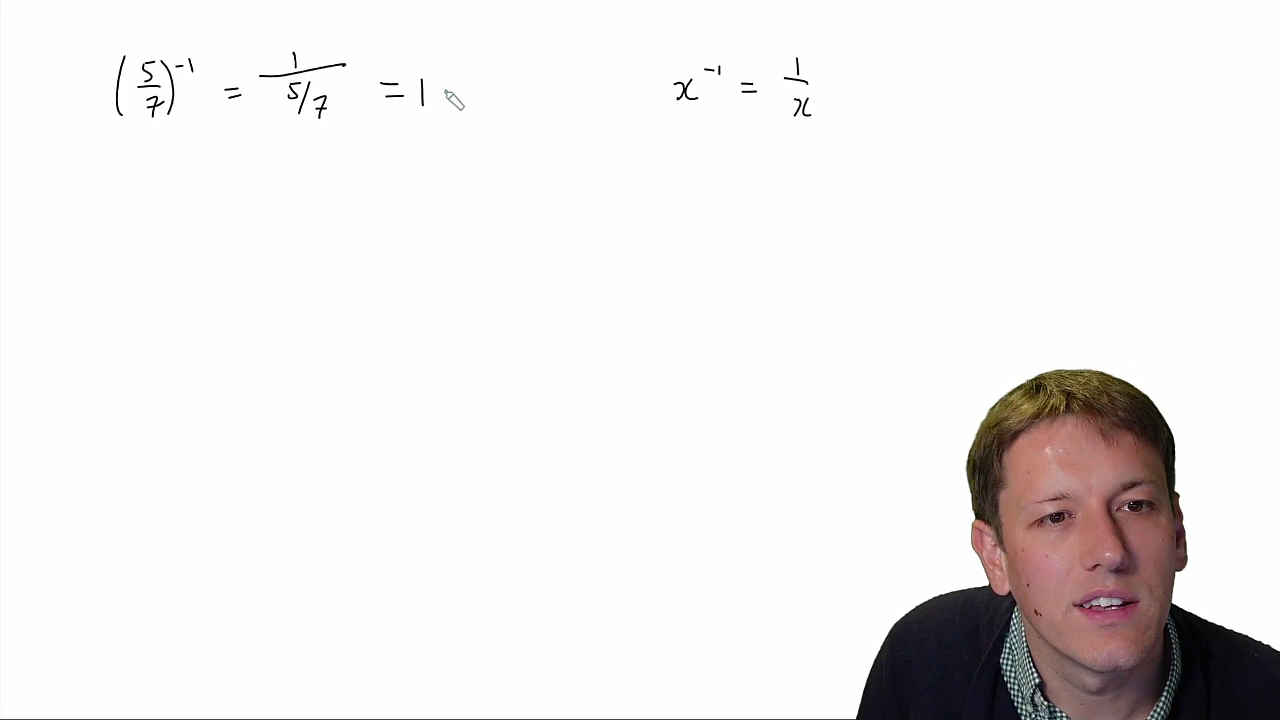 (5/7)⁻¹ = 1/(5/7) = 1
x⁻¹ = 1/x